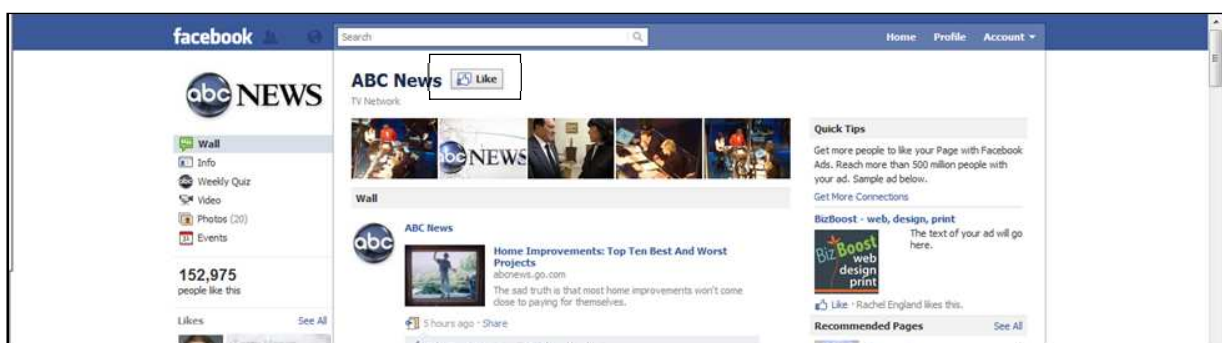 facebook
Search
Home Profile Account
abc NEWS
Wall
Info
Weekly Quiz
Video
Photos (20)
31 Events
152,975
people like this
Likes See All
ABC News Like
TV Network
abc NEWS
Wall
abc
ABC News
Home Improvements: Top Ten Best And Worst
Projects
abcnews.go.com
The sad truth is that most home improvements won't come
close to paying for themselves.
5 hours ago · Share
Quick Tips
Get more people to like your Page with Facebook
Ads. Reach more than 500 million people with
your ad. Sample ad below.
Get More Connections
BizBoost - web, design, print
Biz Boost
web
design
print
The text of your ad will go
here.
Like · Rachel England likes this.
Recommended Pages See All